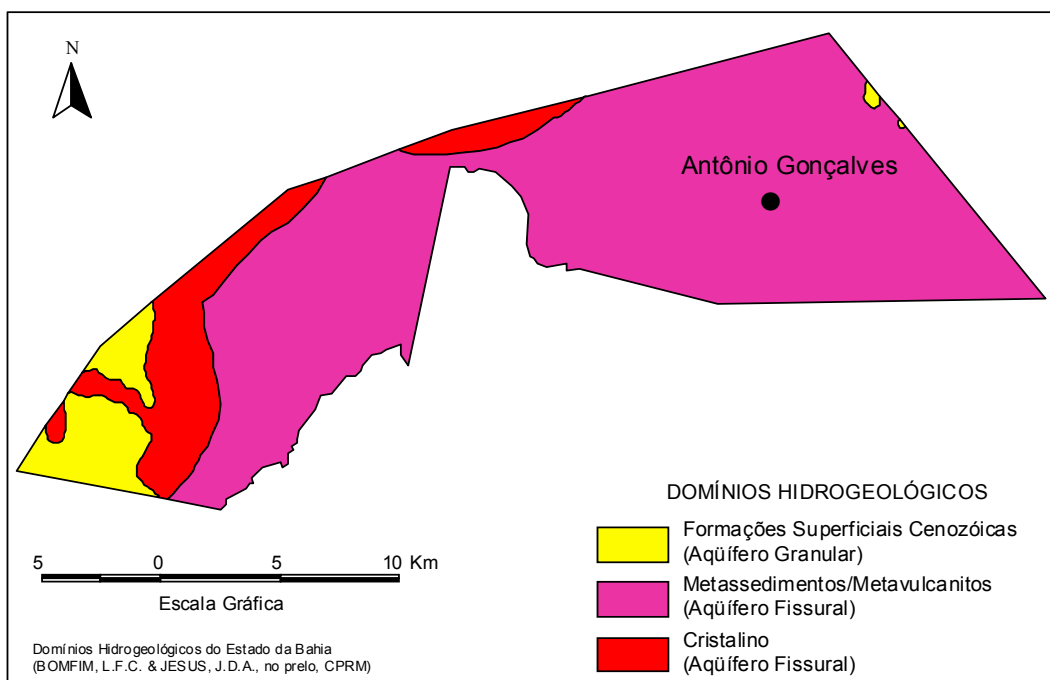 N
Antônio Gonçalves
DOMÍNIOS HIDROGEOLÓGICOS
Formações Superficiais Cenozóicas
(Aqüífero Granular)
Metassedimentos/Metavulcanitos
(Aqüífero Fissural)
Cristalino
(Aqüífero Fissural)
5 0 5 10 Km
Escala Gráfica
Domínios Hidrogeológicos do Estado da Bahia
(BOMFIM, L.F.C. & JESUS, J.D.A., no prelo, CPRM)